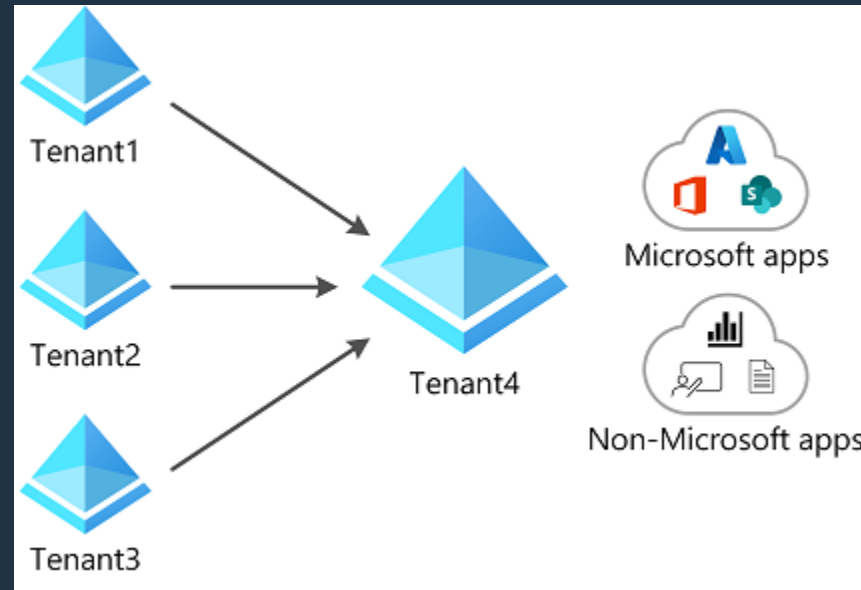 Tenant1
Tenant2
Tenant3
Tenant4
Microsoft apps
Non-Microsoft apps